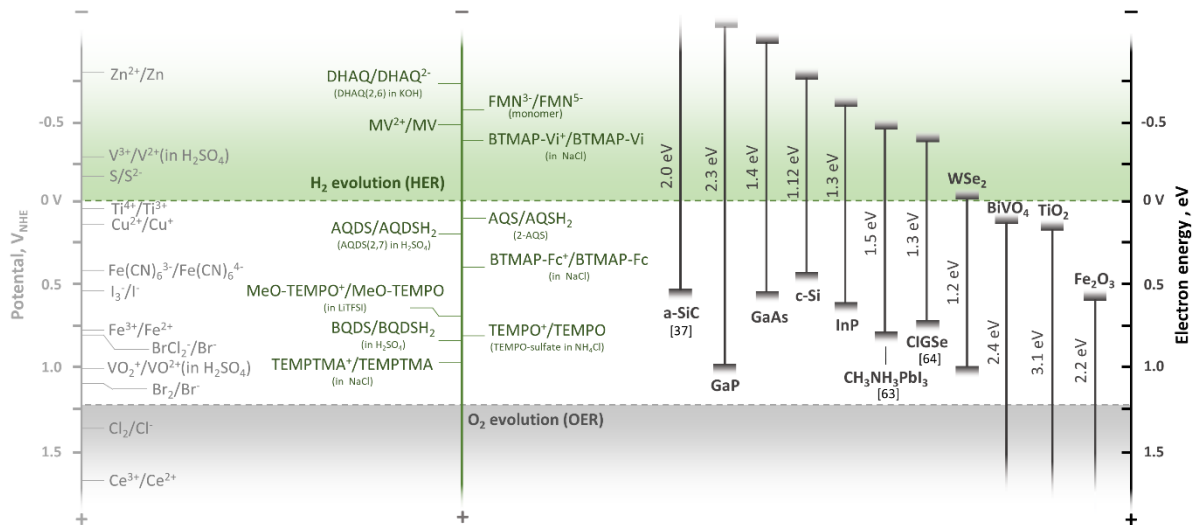 −
−
−
Zn²⁺/Zn
-0.5
V³⁺/V²⁺(in H₂SO₄)
S/S²⁻
0 V
Ti⁴⁺/Ti³⁺
Cu²⁺/Cu⁺
Fe(CN)₆³⁻/Fe(CN)₆⁴⁻
0.5
I₃⁻/I⁻
Fe³⁺/Fe²⁺
BrCl₂⁻/Br⁻
VO₂⁺/VO²⁺(in H₂SO₄)
1.0
Br₂/Br⁻
Cl₂/Cl⁻
1.5
Ce³⁺/Ce²⁺
Potental, V_NHE
+
DHAQ/DHAQ²⁻
(DHAQ(2,6) in KOH)
MV²⁺/MV
H₂ evolution (HER)
AQDS/AQDSH₂
(AQDS(2,7) in H₂SO₄)
MeO-TEMPO⁺/MeO-TEMPO
(in LiTFSI)
BQDS/BQDSH₂
(in H₂SO₄)
TEMPTMA⁺/TEMPTMA
(in NaCl)
+
FMN³⁻/FMN⁵⁻
(monomer)
BTMAP-Vi⁺/BTMAP-Vi
(in NaCl)
AQS/AQSH₂
(2-AQS)
BTMAP-Fc⁺/BTMAP-Fc
(in NaCl)
TEMPO⁺/TEMPO
(TEMPO-sulfate in NH₄Cl)
O₂ evolution (OER)
2.0 eV
a-SiC
[37]
2.3 eV
GaP
1.4 eV
GaAs
1.12 eV
c-Si
1.3 eV
InP
1.5 eV
CH₃NH₃PbI₃
[63]
1.3 eV
CIGSe
[64]
WSe₂
1.2 eV
BiVO₄
2.4 eV
TiO₂
3.1 eV
Fe₂O₃
2.2 eV
-0.5
0 V
0.5
1.0
1.5
Electron energy , eV
+